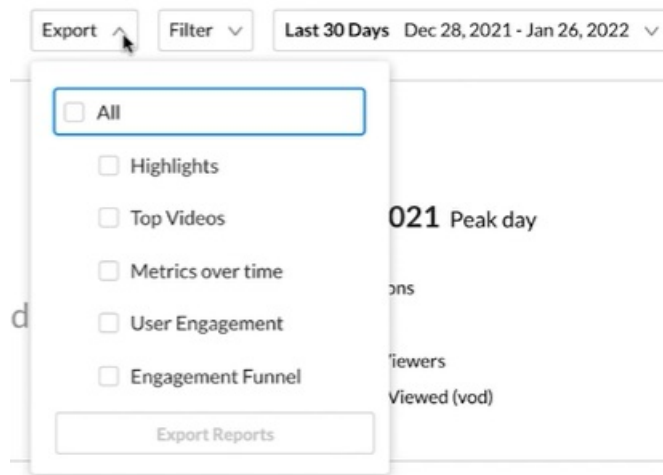 Export Filter Last 30 Days Dec 28, 2021 - Jan 26, 2022
All
Highlights
Top Videos
021 Peak day
Metrics over time
ons
User Engagement
d
iewers
Engagement Funnel
Viewed (vod)
Export Reports